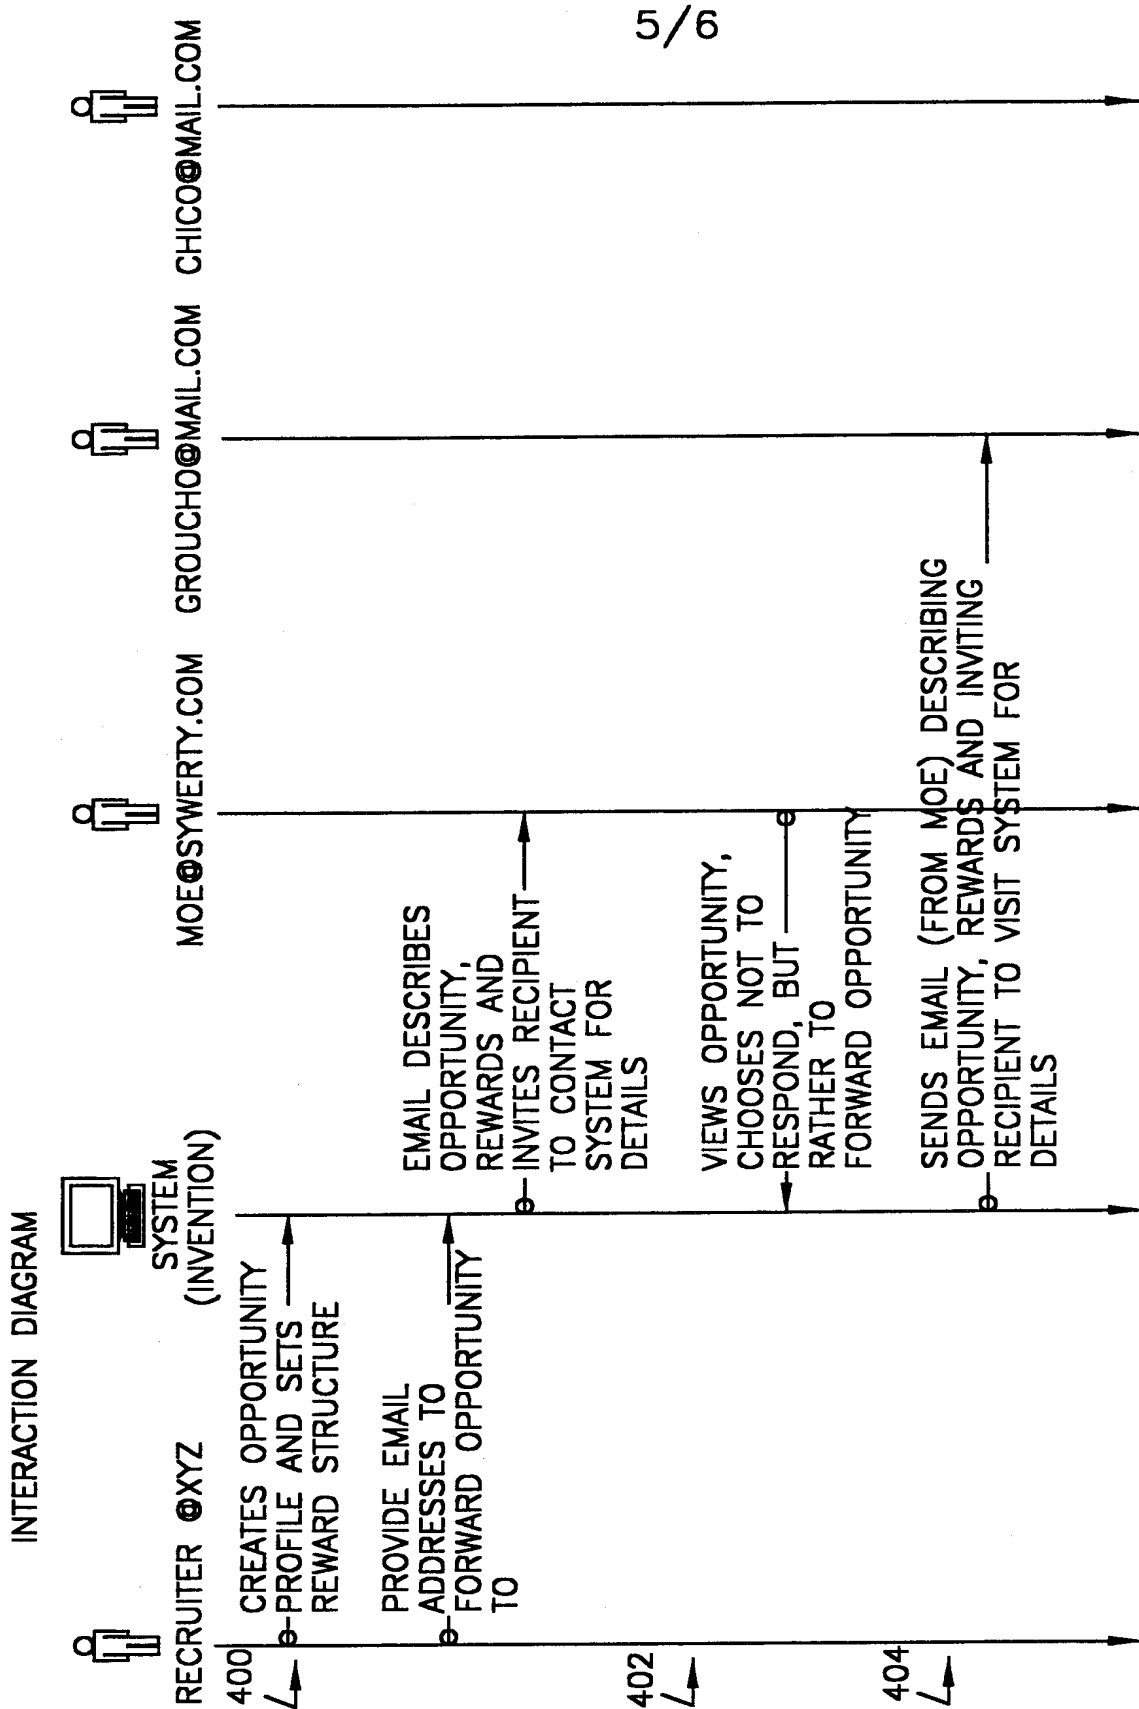 5/6
INTERACTION DIAGRAM
RECRUITER @XYZ
SYSTEM
(INVENTION)
MOE@SYWERTY.COM
GROUCHO@MAIL.COM
CHICO@MAIL.COM
400
CREATES OPPORTUNITY
PROFILE AND SETS
REWARD STRUCTURE
PROVIDE EMAIL
ADDRESSES TO
FORWARD OPPORTUNITY
TO
EMAIL DESCRIBES
OPPORTUNITY,
REWARDS AND
INVITES RECIPIENT
TO CONTACT
SYSTEM FOR
DETAILS
402
VIEWS OPPORTUNITY,
CHOOSES NOT TO
RESPOND, BUT
RATHER TO
FORWARD OPPORTUNITY
404
SENDS EMAIL (FROM MOE) DESCRIBING
OPPORTUNITY, REWARDS AND INVITING
RECIPIENT TO VISIT SYSTEM FOR
DETAILS